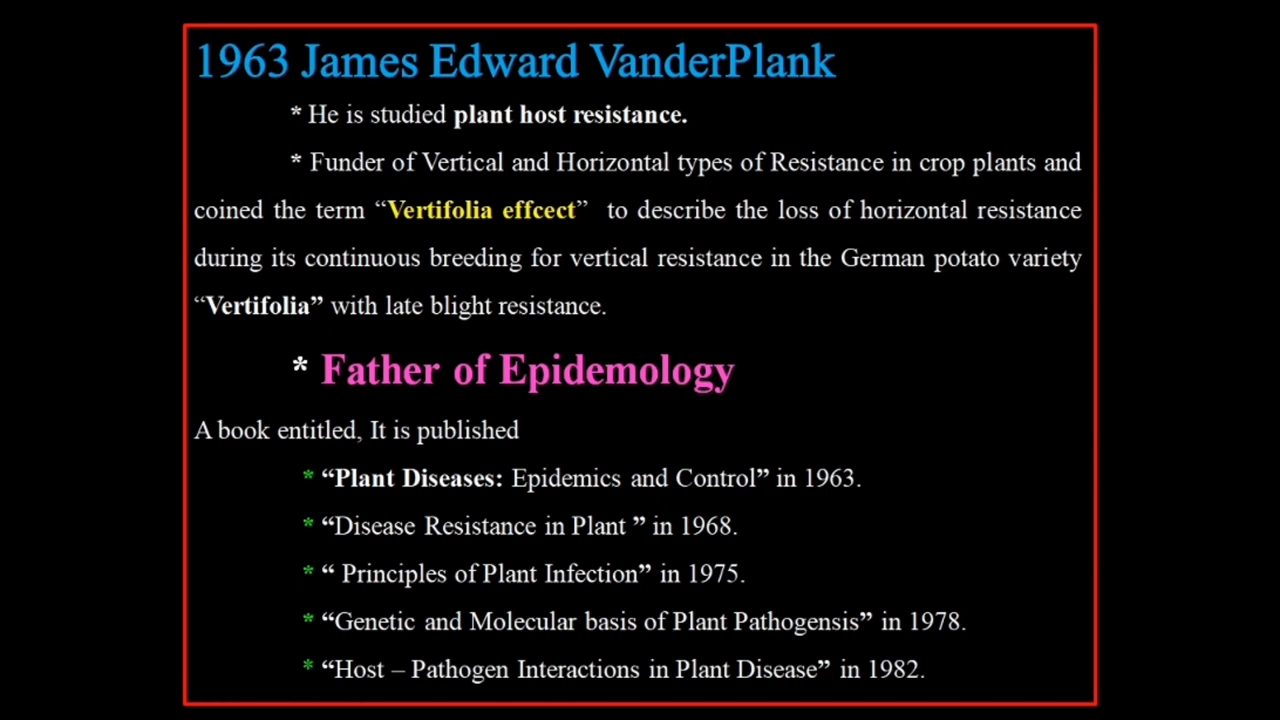 1963 James Edward VanderPlank
* He is studied plant host resistance.
* Funder of Vertical and Horizontal types of Resistance in crop plants and
coined the term “Vertifolia effcect” to describe the loss of horizontal resistance
during its continuous breeding for vertical resistance in the German potato variety
“Vertifolia” with late blight resistance.
* Father of Epidemology
A book entitled, It is published
* “Plant Diseases: Epidemics and Control” in 1963.
* “Disease Resistance in Plant ” in 1968.
* “ Principles of Plant Infection” in 1975.
* “Genetic and Molecular basis of Plant Pathogensis” in 1978.
* “Host – Pathogen Interactions in Plant Disease” in 1982.